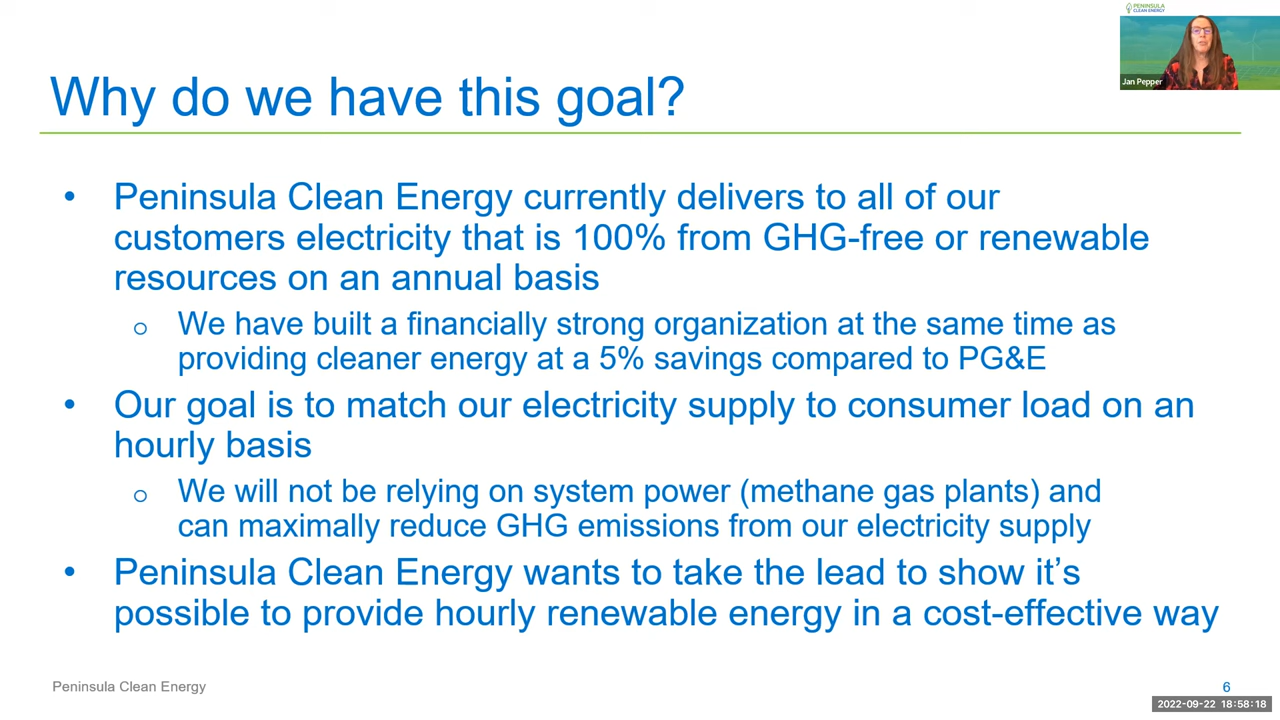 PENINSULA
CLEAN ENERGY
Jan Pepper
Why do we have this goal?
• Peninsula Clean Energy currently delivers to all of our
customers electricity that is 100% from GHG-free or renewable
resources on an annual basis
o We have built a financially strong organization at the same time as
providing cleaner energy at a 5% savings compared to PG&E
• Our goal is to match our electricity supply to consumer load on an
hourly basis
o We will not be relying on system power (methane gas plants) and
can maximally reduce GHG emissions from our electricity supply
• Peninsula Clean Energy wants to take the lead to show it’s
possible to provide hourly renewable energy in a cost-effective way
Peninsula Clean Energy
6
2022-09-22 18:58:18